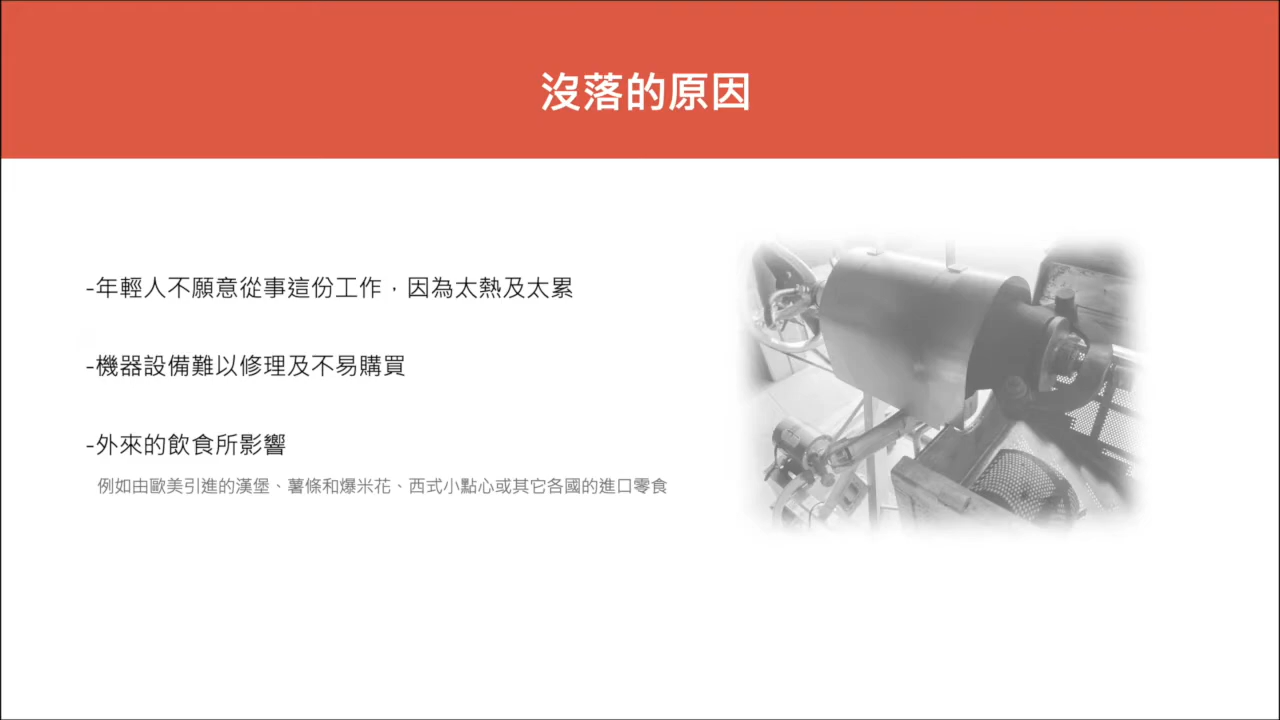 沒落的原因
-年輕人不願意從事這份工作，因為太熱及太累
-機器設備難以修理及不易購買
-外來的飲食所影響
例如由歐美引進的漢堡、薯條和爆米花、西式小點心或其它各國的進口零食